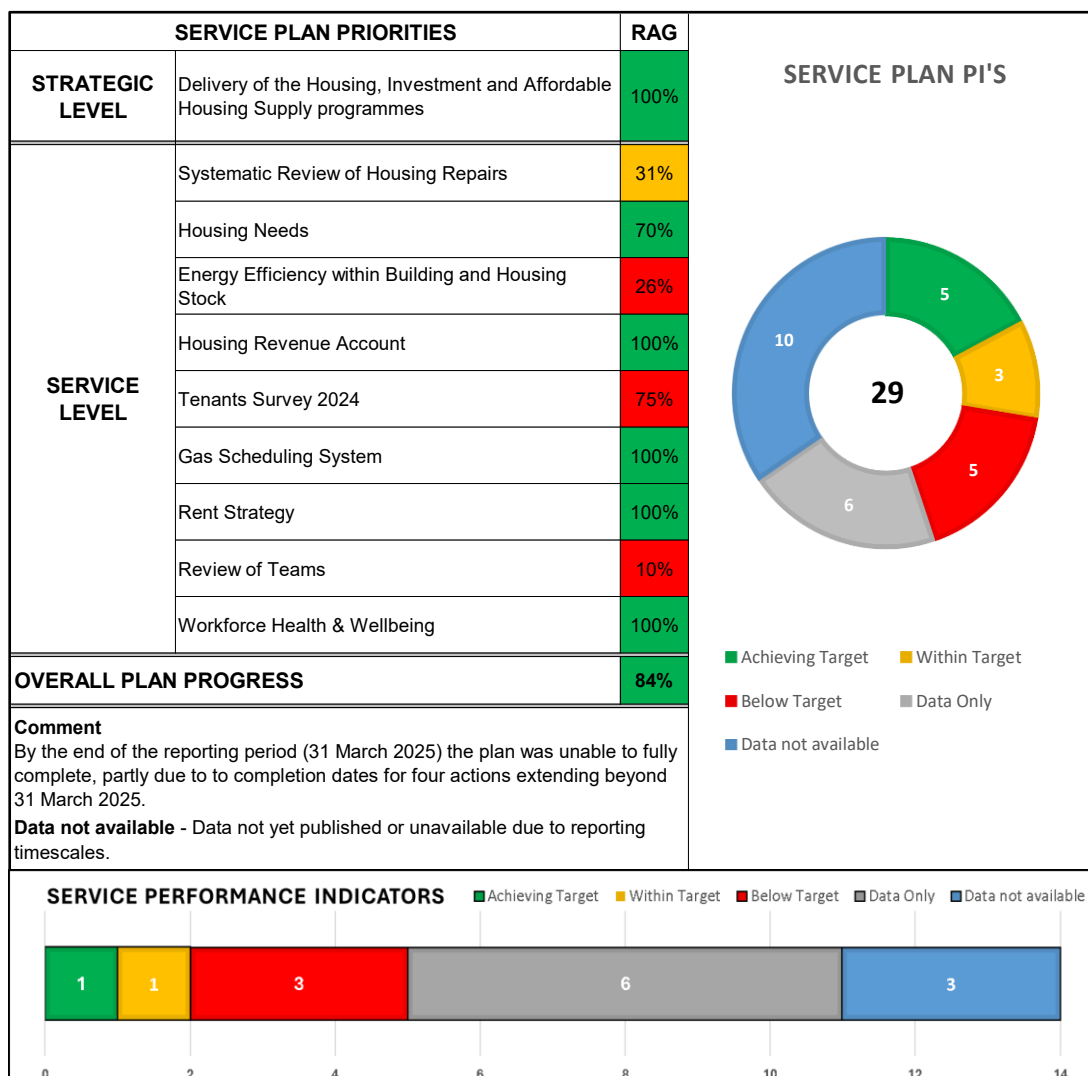 SERVICE PLAN PRIORITIES
RAG
STRATEGIC
LEVEL
Delivery of the Housing, Investment and Affordable
Housing Supply programmes
100%
SERVICE
LEVEL
Systematic Review of Housing Repairs
31%
Housing Needs
70%
Energy Efficiency within Building and Housing
Stock
26%
Housing Revenue Account
100%
Tenants Survey 2024
75%
Gas Scheduling System
100%
Rent Strategy
100%
Review of Teams
10%
Workforce Health & Wellbeing
100%
OVERALL PLAN PROGRESS
84%
Comment
By the end of the reporting period (31 March 2025) the plan was unable to fully
complete, partly due to to completion dates for four actions extending beyond
31 March 2025.
Data not available - Data not yet published or unavailable due to reporting
timescales.
SERVICE PLAN PI'S
5
3
5
6
10
29
Achieving Target
Within Target
Below Target
Data Only
Data not available
SERVICE PERFORMANCE INDICATORS
Achieving Target
Within Target
Below Target
Data Only
Data not available
1
1
3
6
3
0
2
4
6
8
10
12
14